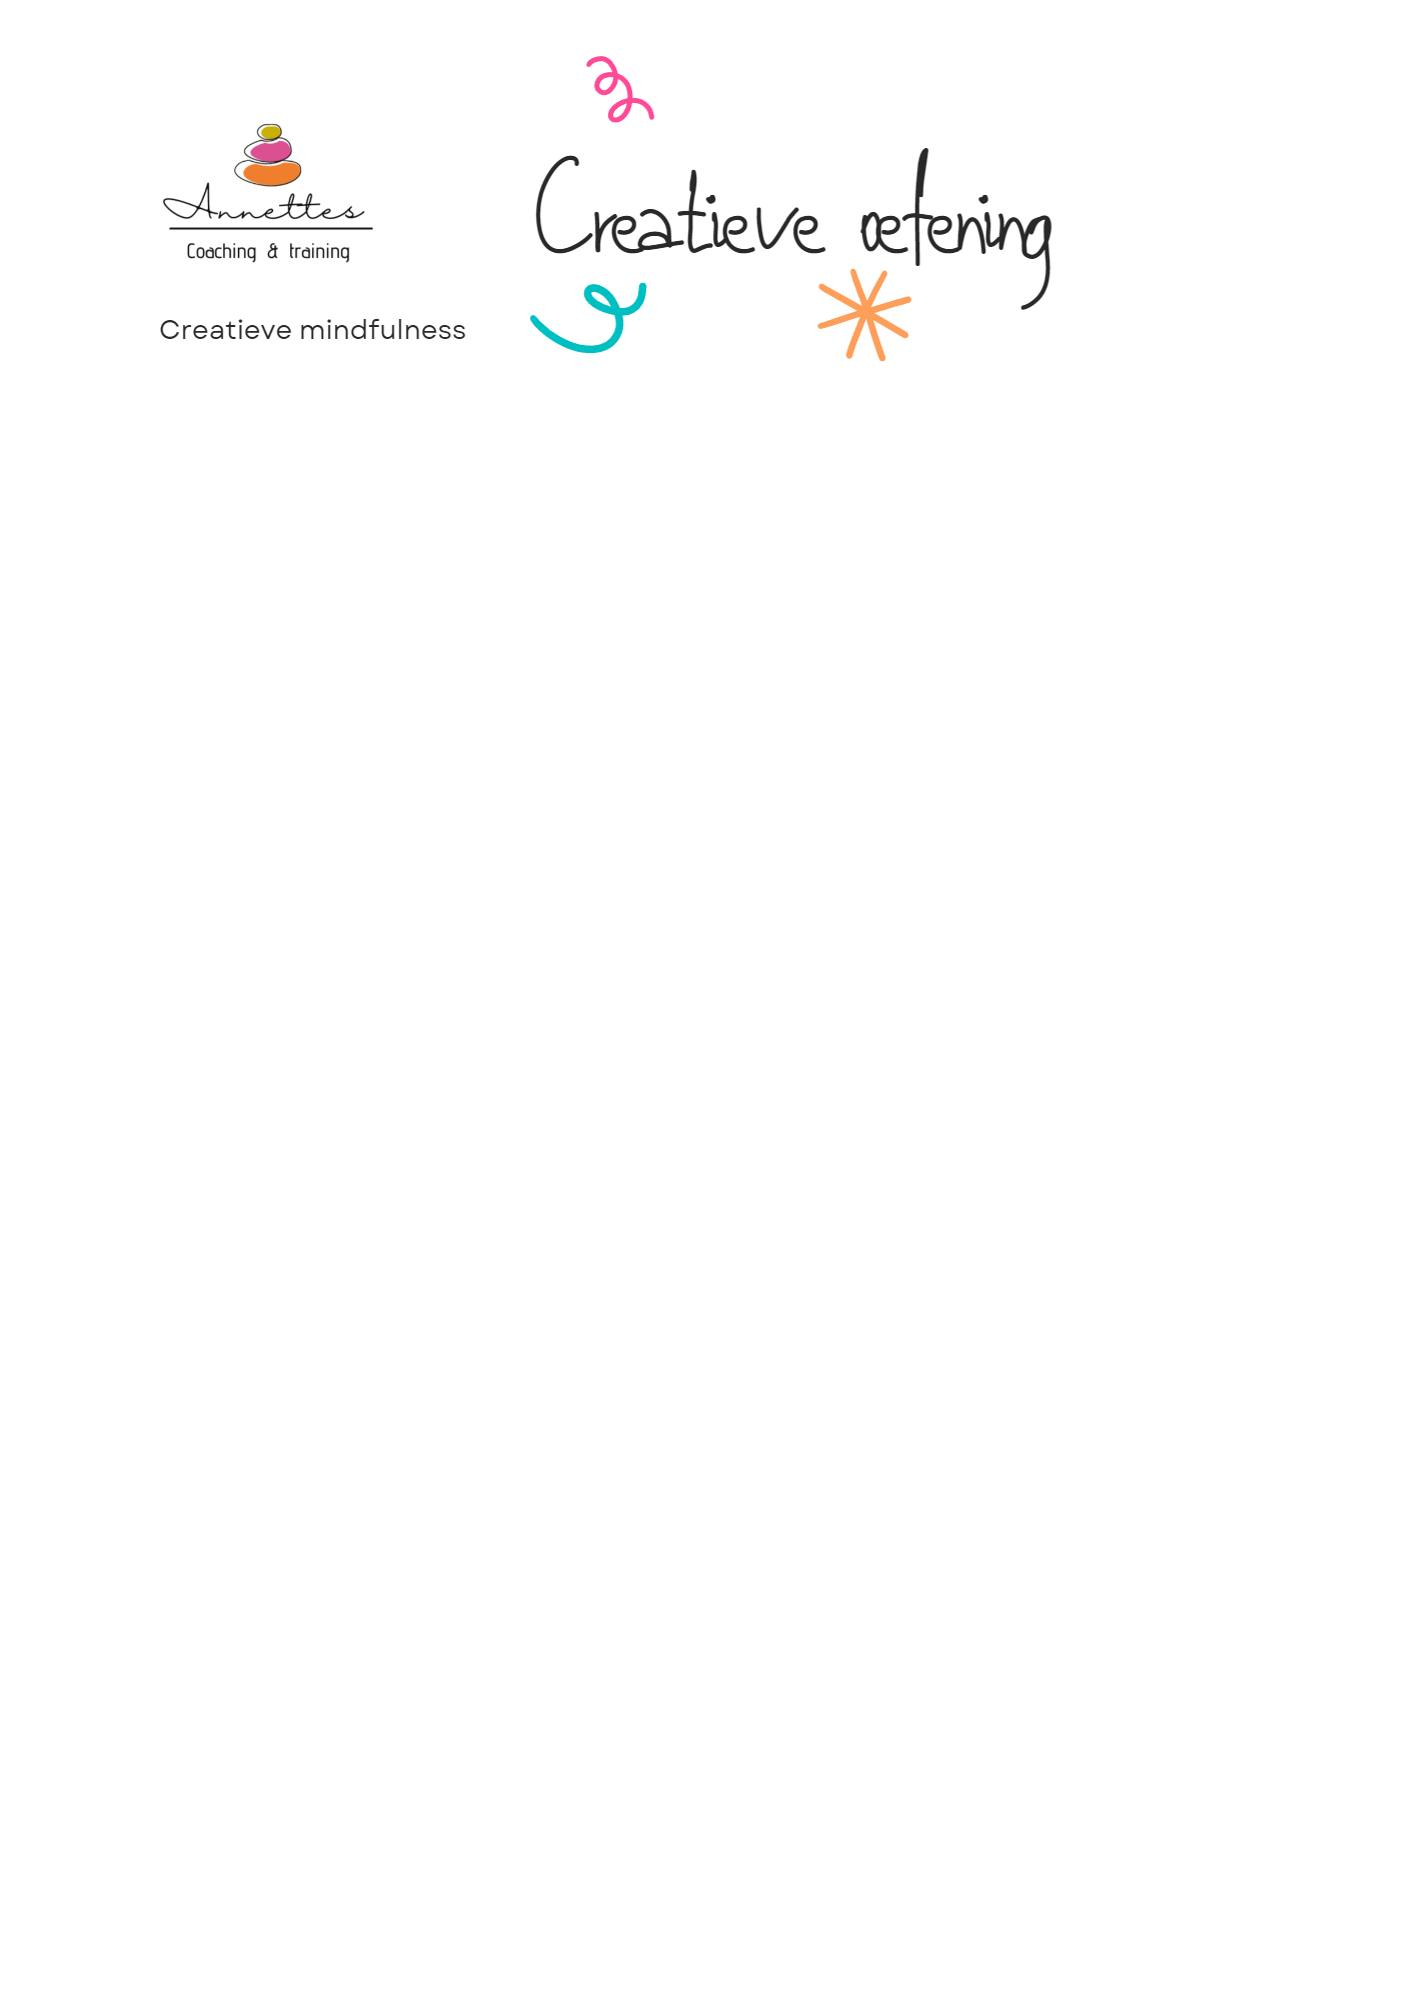 Annettes
Coaching & training
Creatieve oefening
Creatieve mindfulness